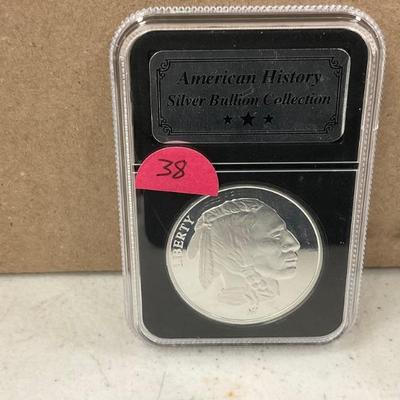 American History
Silver Bullion Collection
38
LIBERTY